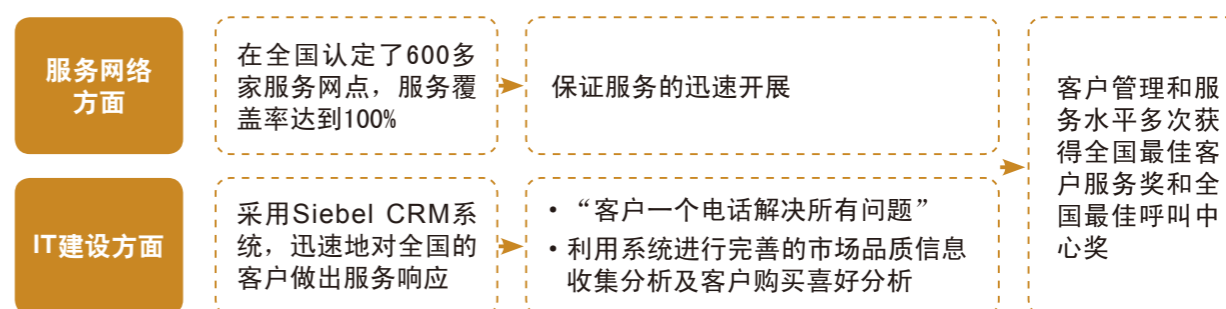 服务网络
方面
在全国认定了600多
家服务网点，服务覆
盖率达到100%
保证服务的迅速开展
IT建设方面
采用Siebel CRM系
统，迅速地对全国的
客户做出服务响应
• “客户一个电话解决所有问题”
• 利用系统进行完善的市场品质信息
收集分析及客户购买喜好分析
客户管理和服
务水平多次获
得全国最佳客
户服务奖和全
国最佳呼叫中
心奖